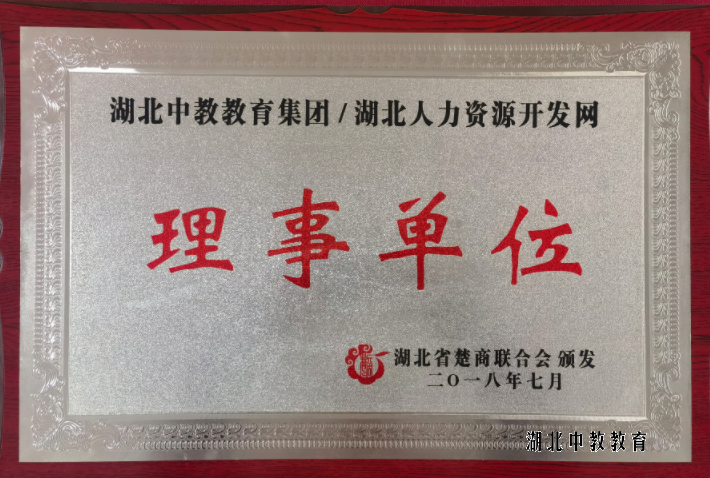 湖北中教教育集团/湖北人力资源开发网
理事单位
湖北省楚商联合会 颁发
二〇一八年七月
湖北中教教育